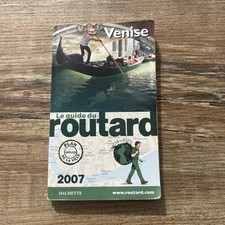 Venise
Le guide du
routard
PLAN
2007
HACHETTE
www.routard.com